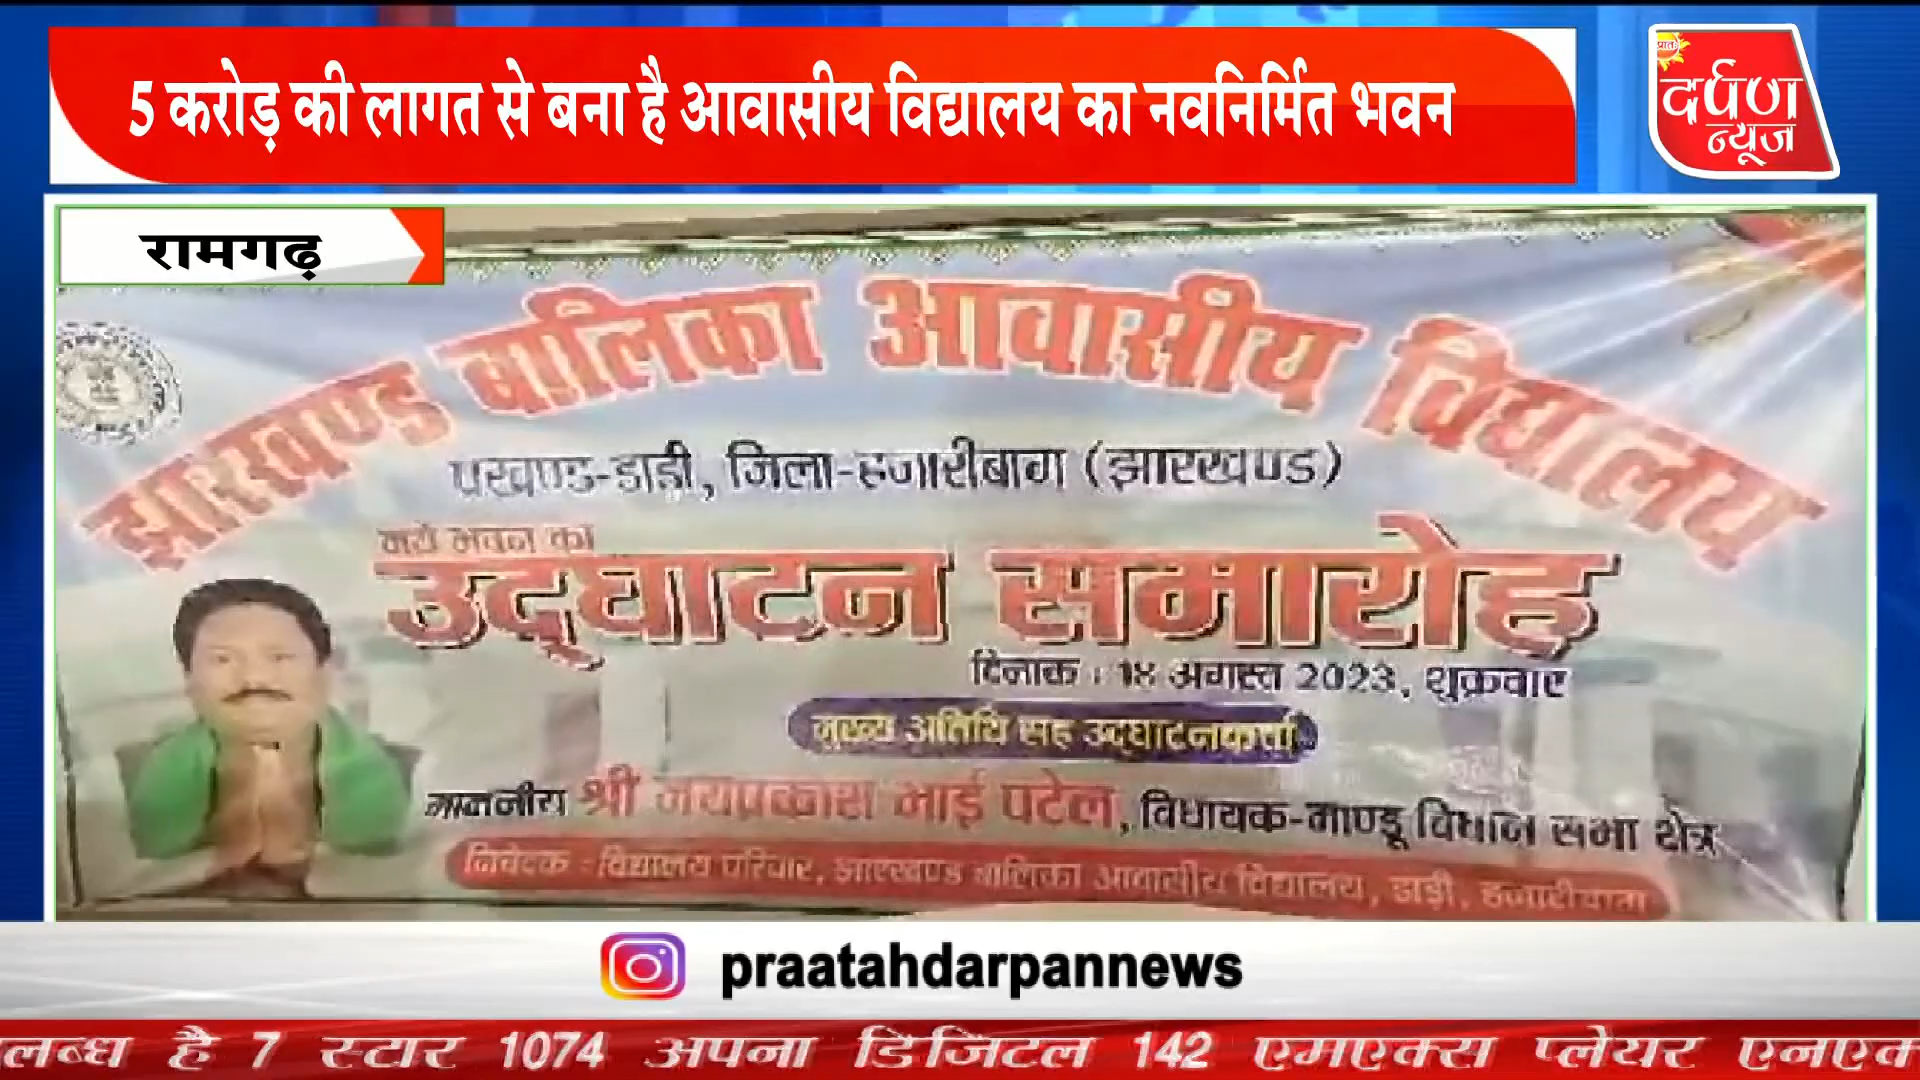 5 करोड़ की लागत से बना है आवासीय विद्यालय का नवनिर्मित भवन
प्रातः
दर्पण
न्यूज
रामगढ़
झारखण्ड बालिका आवासीय विद्यालय
प्रखण्ड-डाड़ी, जिला-हजारीबाग (झारखण्ड)
नये भवन का
उद्घाटन समारोह
दिनांक : 18 अगस्त 2023, शुक्रवार
मुख्य अतिथि सह उद्घाटनकर्त्ता
माननीय श्री जयप्रकाश भाई पटेल, विधायक-माण्डू विधान सभा क्षेत्र
निवेदक : विद्यालय परिवार, झारखण्ड बालिका आवासीय विद्यालय, डाड़ी, हजारीबाग
praatahdarpannews
लब्ध है 7 स्टार 1074 अपना डिजिटल 142 एमएक्स प्लेयर एनएक्